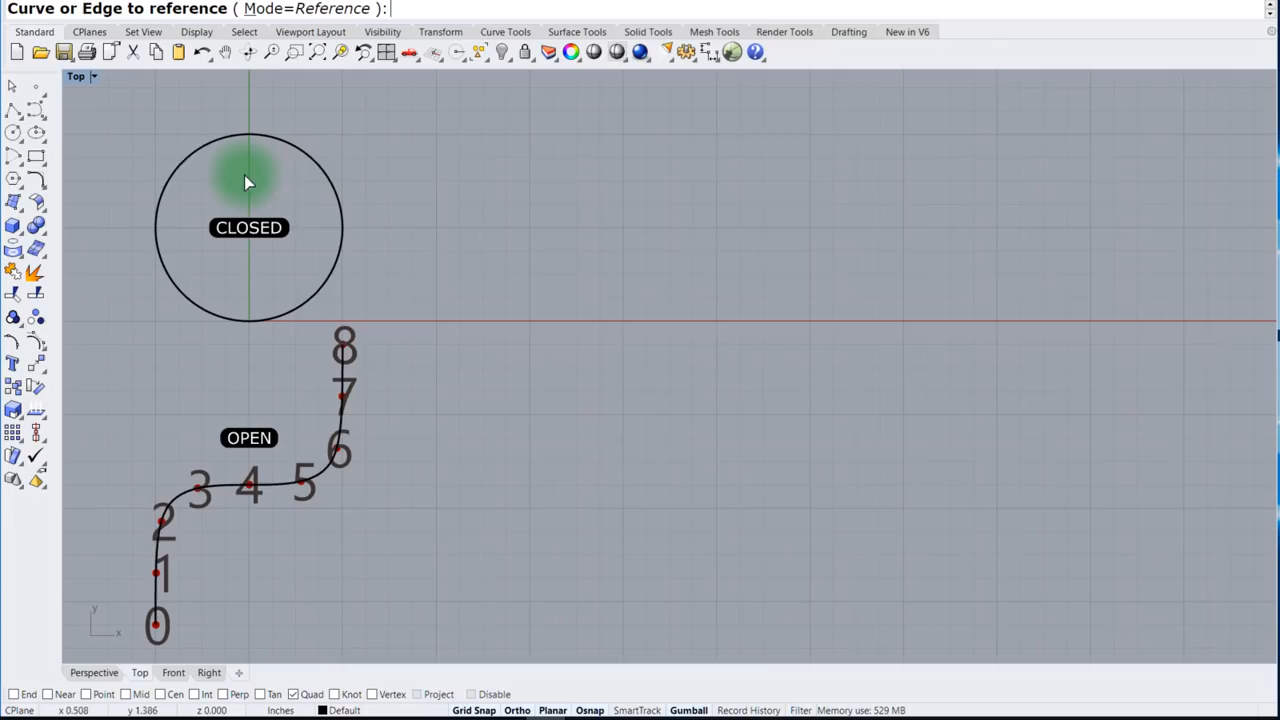 Curve or Edge to reference ( Mode=Reference ):
Standard CPlanes Set View Display Select Viewport Layout Visibility Transform Curve Tools Surface Tools Solid Tools Mesh Tools Render Tools Drafting New in V6
Top
CLOSED
8
7
OPEN
6
3 4 5
2
1
0
y
x
Perspective Top Front Right
End Near Point Mid Cen Int Perp Tan Quad Knot Vertex Project Disable
CPlane x 0.508 y 1.386 z 0.000 Inches Default Grid Snap Ortho Planar Osnap SmartTrack Gumball Record History Filter Memory use: 529 MB